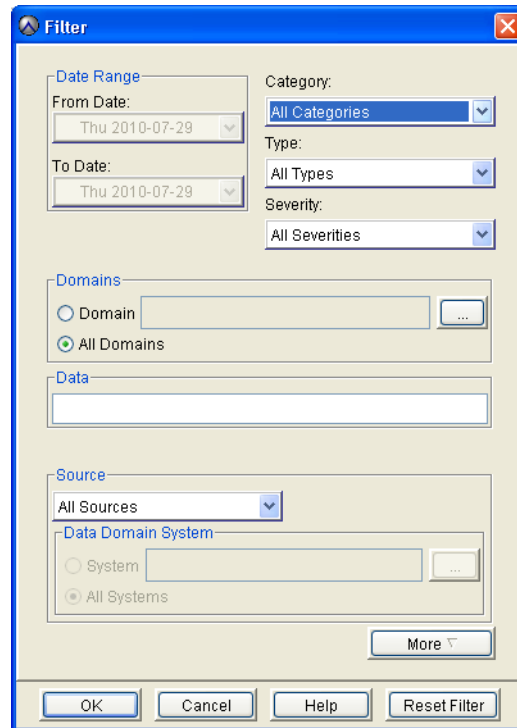 Filter
Date Range
From Date:
Thu 2010-07-29
To Date:
Thu 2010-07-29
Category:
All Categories
Type:
All Types
Severity:
All Severities
Domains
Domain
...
All Domains
Data
Source
All Sources
Data Domain System
System
...
All Systems
More
OK
Cancel
Help
Reset Filter